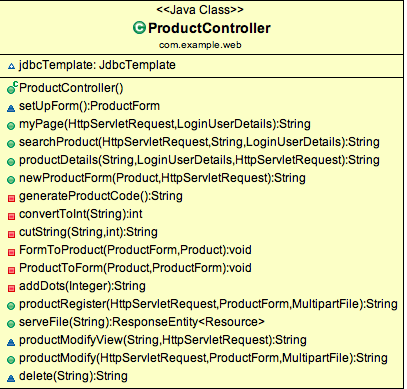 <<Java Class>>
ProductController
com.example.web
jdbcTemplate: JdbcTemplate
ProductController()
setUpForm():ProductForm
myPage(HttpServletRequest,LoginUserDetails):String
searchProduct(HttpServletRequest,String,LoginUserDetails):String
productDetails(String,LoginUserDetails,HttpServletRequest):String
newProductForm(Product,HttpServletRequest):String
generateProductCode():String
convertToInt(String):int
cutString(String,int):String
FormToProduct(ProductForm,Product):void
ProductToForm(Product,ProductForm):void
addDots(Integer):String
productRegister(HttpServletRequest,ProductForm,MultipartFile):String
serveFile(String):ResponseEntity<Resource>
productModifyView(String,HttpServletRequest):String
productModify(HttpServletRequest,ProductForm,MultipartFile):String
delete(String):String